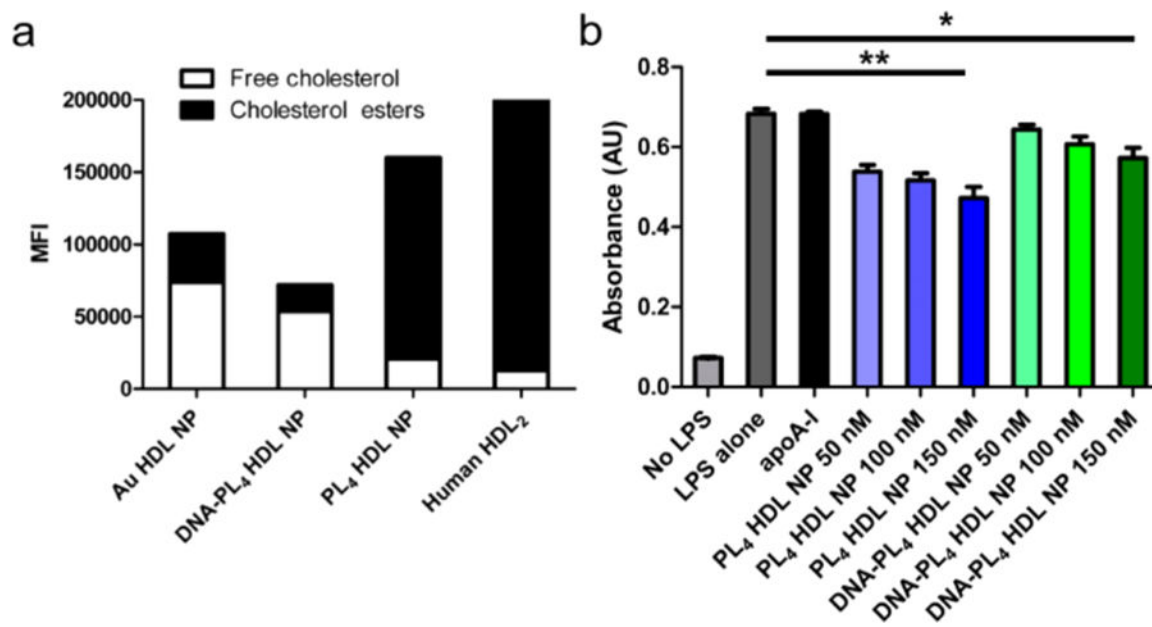 a
Free cholesterol
Cholesterol esters
200000
150000
100000
50000
0
MFI
Au HDL NP
DNA-PL₄ HDL NP
PL₄ HDL NP
Human HDL₂
b
*
**
0.8
0.6
0.4
0.2
0.0
Absorbance (AU)
No LPS
LPS alone
apoA-I
PL₄ HDL NP 50 nM
PL₄ HDL NP 100 nM
PL₄ HDL NP 150 nM
DNA-PL₄ HDL NP 50 nM
DNA-PL₄ HDL NP 100 nM
DNA-PL₄ HDL NP 150 nM